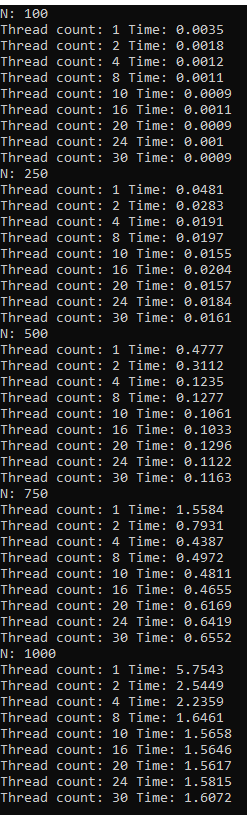 N: 100
Thread count: 1 Time: 0.0035
Thread count: 2 Time: 0.0018
Thread count: 4 Time: 0.0012
Thread count: 8 Time: 0.0011
Thread count: 10 Time: 0.0009
Thread count: 16 Time: 0.0011
Thread count: 20 Time: 0.0009
Thread count: 24 Time: 0.001
Thread count: 30 Time: 0.0009
N: 250
Thread count: 1 Time: 0.0481
Thread count: 2 Time: 0.0283
Thread count: 4 Time: 0.0191
Thread count: 8 Time: 0.0197
Thread count: 10 Time: 0.0155
Thread count: 16 Time: 0.0204
Thread count: 20 Time: 0.0157
Thread count: 24 Time: 0.0184
Thread count: 30 Time: 0.0161
N: 500
Thread count: 1 Time: 0.4777
Thread count: 2 Time: 0.3112
Thread count: 4 Time: 0.1235
Thread count: 8 Time: 0.1277
Thread count: 10 Time: 0.1061
Thread count: 16 Time: 0.1033
Thread count: 20 Time: 0.1296
Thread count: 24 Time: 0.1122
Thread count: 30 Time: 0.1163
N: 750
Thread count: 1 Time: 1.5584
Thread count: 2 Time: 0.7931
Thread count: 4 Time: 0.4387
Thread count: 8 Time: 0.4972
Thread count: 10 Time: 0.4811
Thread count: 16 Time: 0.4655
Thread count: 20 Time: 0.6169
Thread count: 24 Time: 0.6419
Thread count: 30 Time: 0.6552
N: 1000
Thread count: 1 Time: 5.7543
Thread count: 2 Time: 2.5449
Thread count: 4 Time: 2.2359
Thread count: 8 Time: 1.6461
Thread count: 10 Time: 1.5658
Thread count: 16 Time: 1.5646
Thread count: 20 Time: 1.5617
Thread count: 24 Time: 1.5815
Thread count: 30 Time: 1.6072